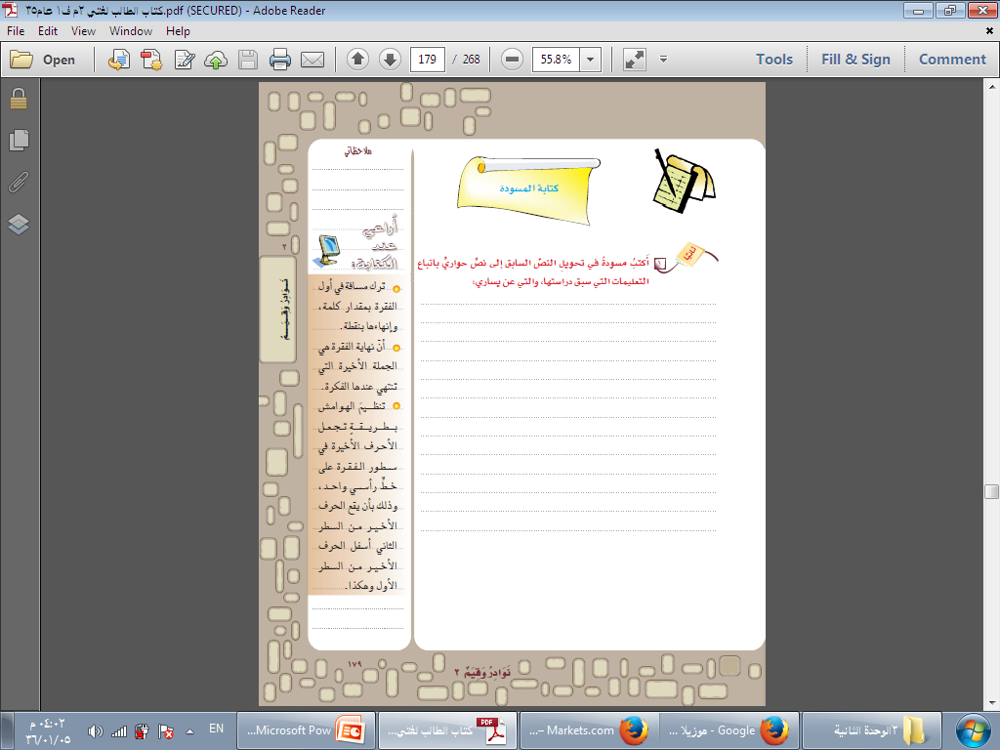 كتاب الطالب لغتي ٢م ف١ عام٣٥.pdf (SECURED) - Adobe Reader
File Edit View Window Help
Open
179 / 268
55.8%
Tools Fill & Sign Comment
كتابة المسودة
ثانيًا
١ أكتبُ مسودةً في تحويلِ النصِّ السابق إلى نصٍّ حواريٍّ باتباع
التعليمات التي سبق دراستها، والتي عن يساري:
ملاحظاتي
أراعي
عند
الكتابة:
ترك مسافة في أول
الفقرة بمقدار كلمة،
وإنهاءها بنقطة.
أنّ نهاية الفقرة هي
الجملة الأخيرة التي
تنتهي عندها الفكرة.
تنظيمَ الهوامش
بطريقةٍ تجعل
الأحرف الأخيرة في
سطور الفقرة على
خطٍّ رأسي واحد،
وذلك بأن يقع الحرف
الأخير من السطر
الثاني أسفل الحرف
الأخير من السطر
الأول وهكذا.
٢
نَوادِرُ وَقِيَمٌ
نَوادِرُ وَقِيَمٌ ٢
١٧٩
٠٤:٠٢ م
٣٦/٠١/٠٥
EN
Microsoft Pow...
كتاب الطالب لغتي...
Markets.com –...
Google - موزيلا ...
٢الوحدة الثانية